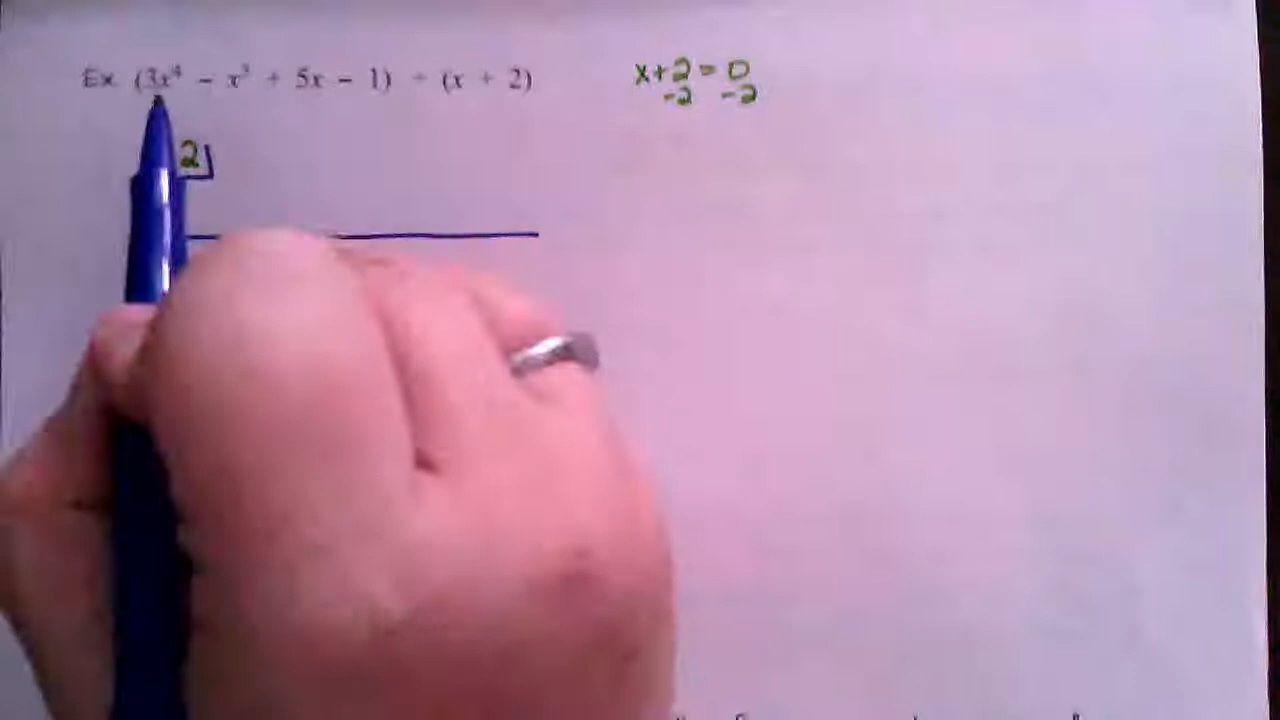 Ex (3x⁴ - x³ + 5x - 1) ÷ (x + 2)
x+2=0
-2 -2
2